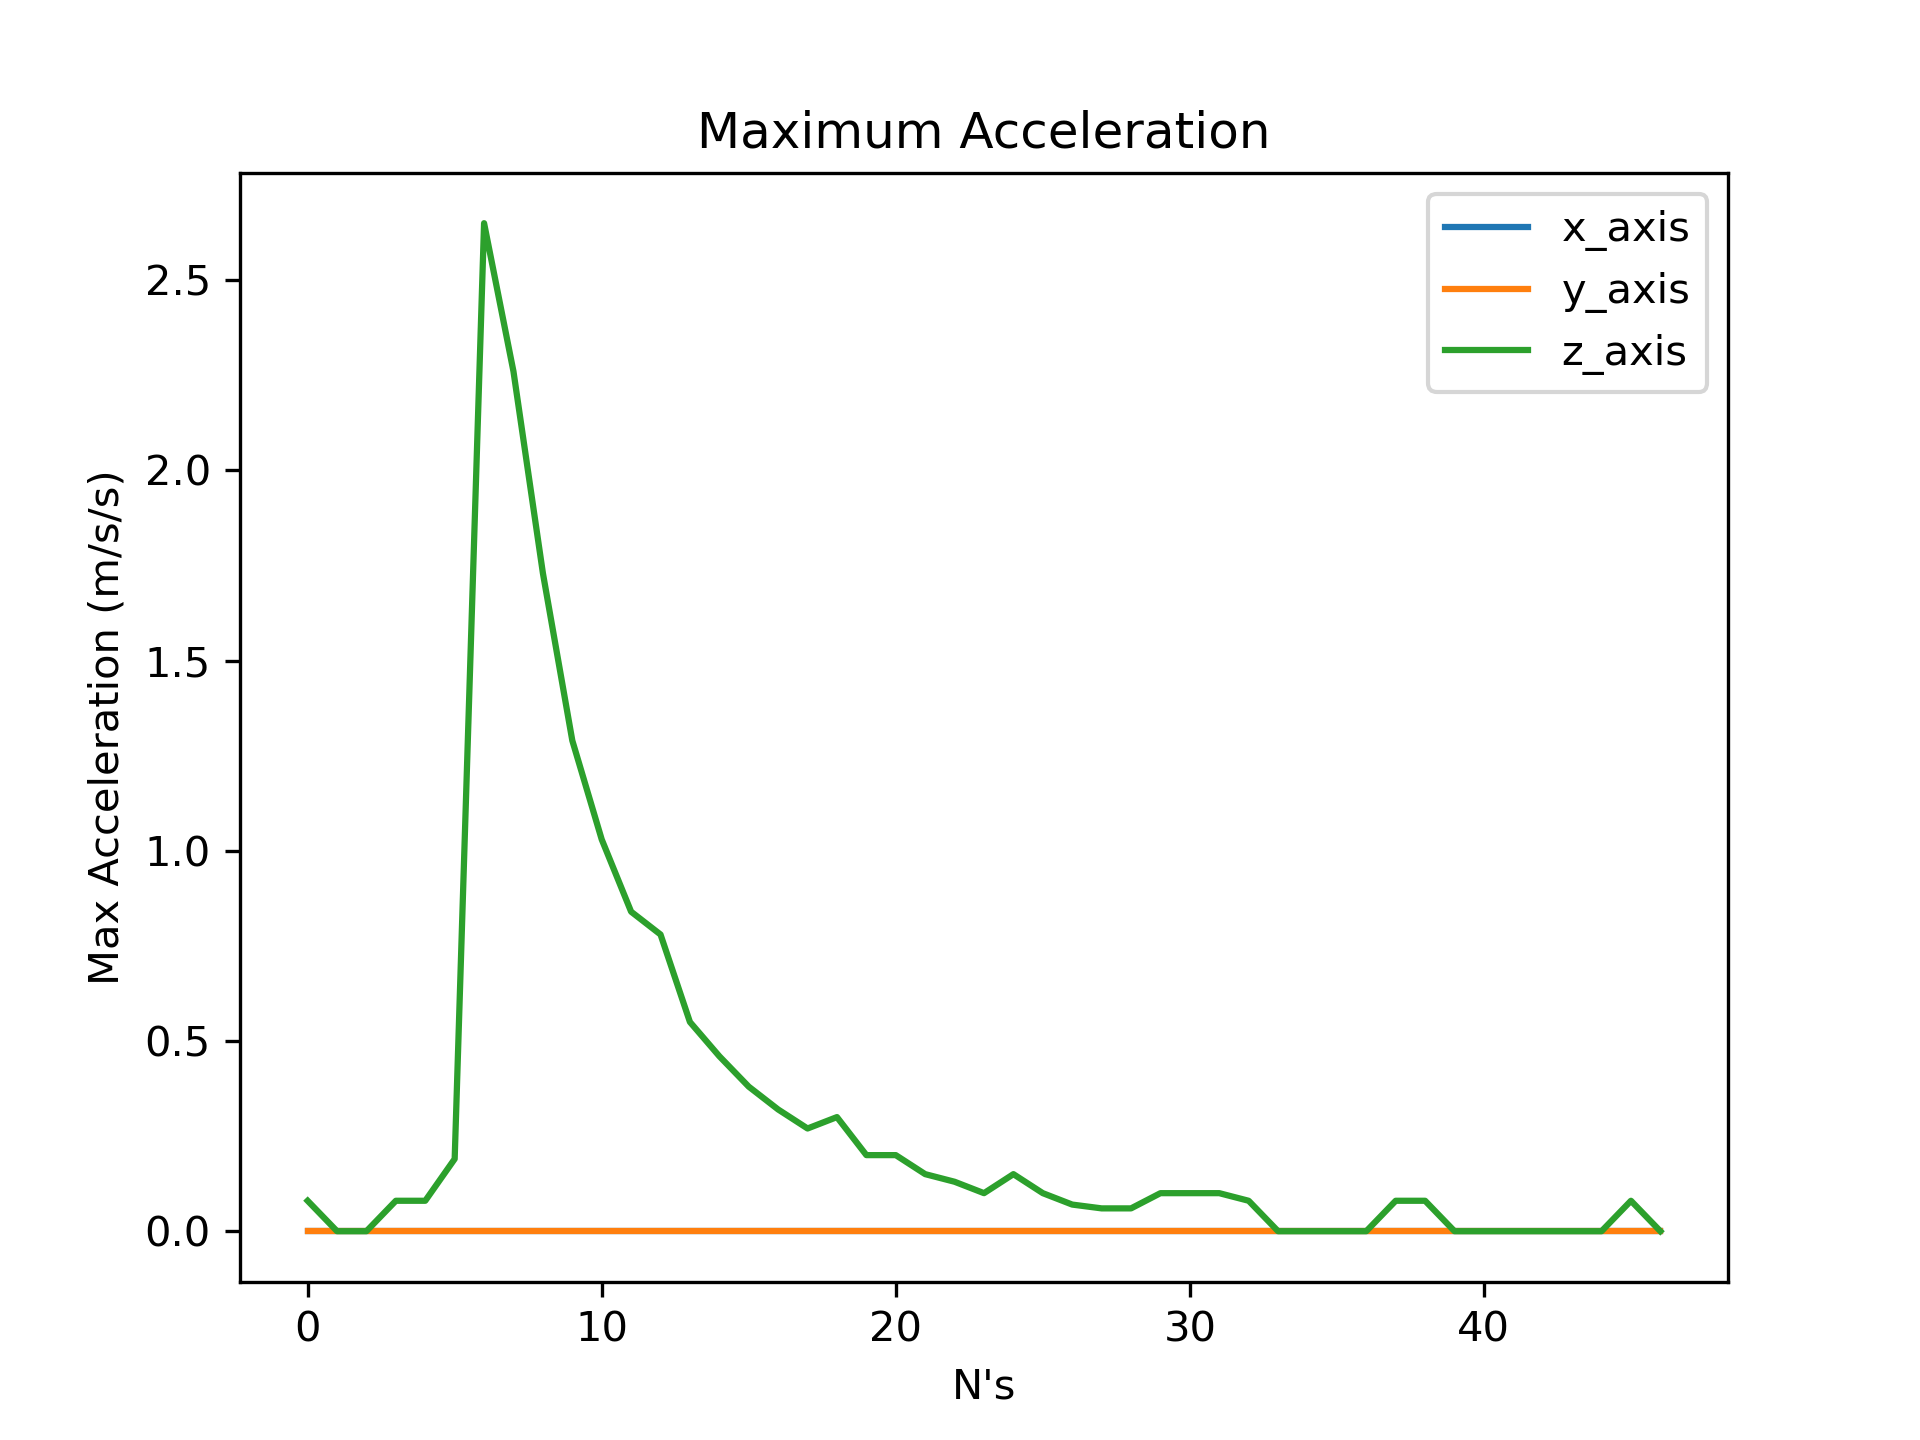 Maximum Acceleration
x_axis
y_axis
z_axis
Max Acceleration (m/s/s)
2.5
2.0
1.5
1.0
0.5
0.0
0 10 20 30 40
N's